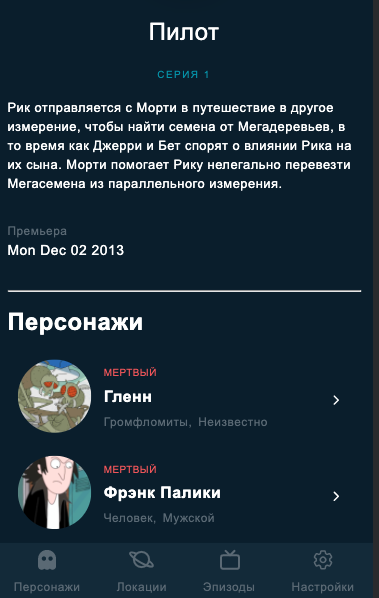 Пилот
СЕРИЯ 1
Рик отправляется с Морти в путешествие в другое
измерение, чтобы найти семена от Мегадеревьев, в
то время как Джерри и Бет спорят о влиянии Рика на
их сына. Морти помогает Рику нелегально перевезти
Мегасемена из параллельного измерения.
Премьера
Mon Dec 02 2013
Персонажи
МЕРТВЫЙ
Гленн
Громфломиты, Неизвестно
МЕРТВЫЙ
Фрэнк Палики
Человек, Мужской
Персонажи Локации Эпизоды Настройки